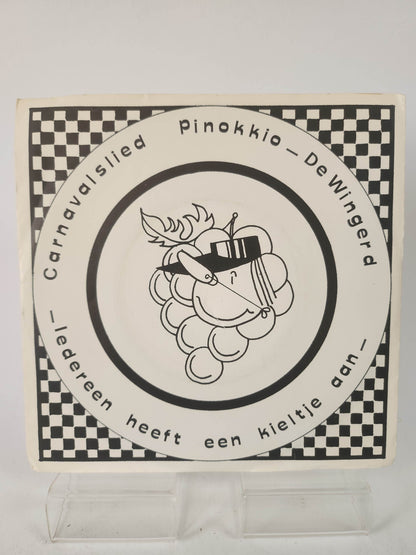 Carnavalslied Pinokkio – De Wingerd
– Iedereen heeft een kieltje aan –